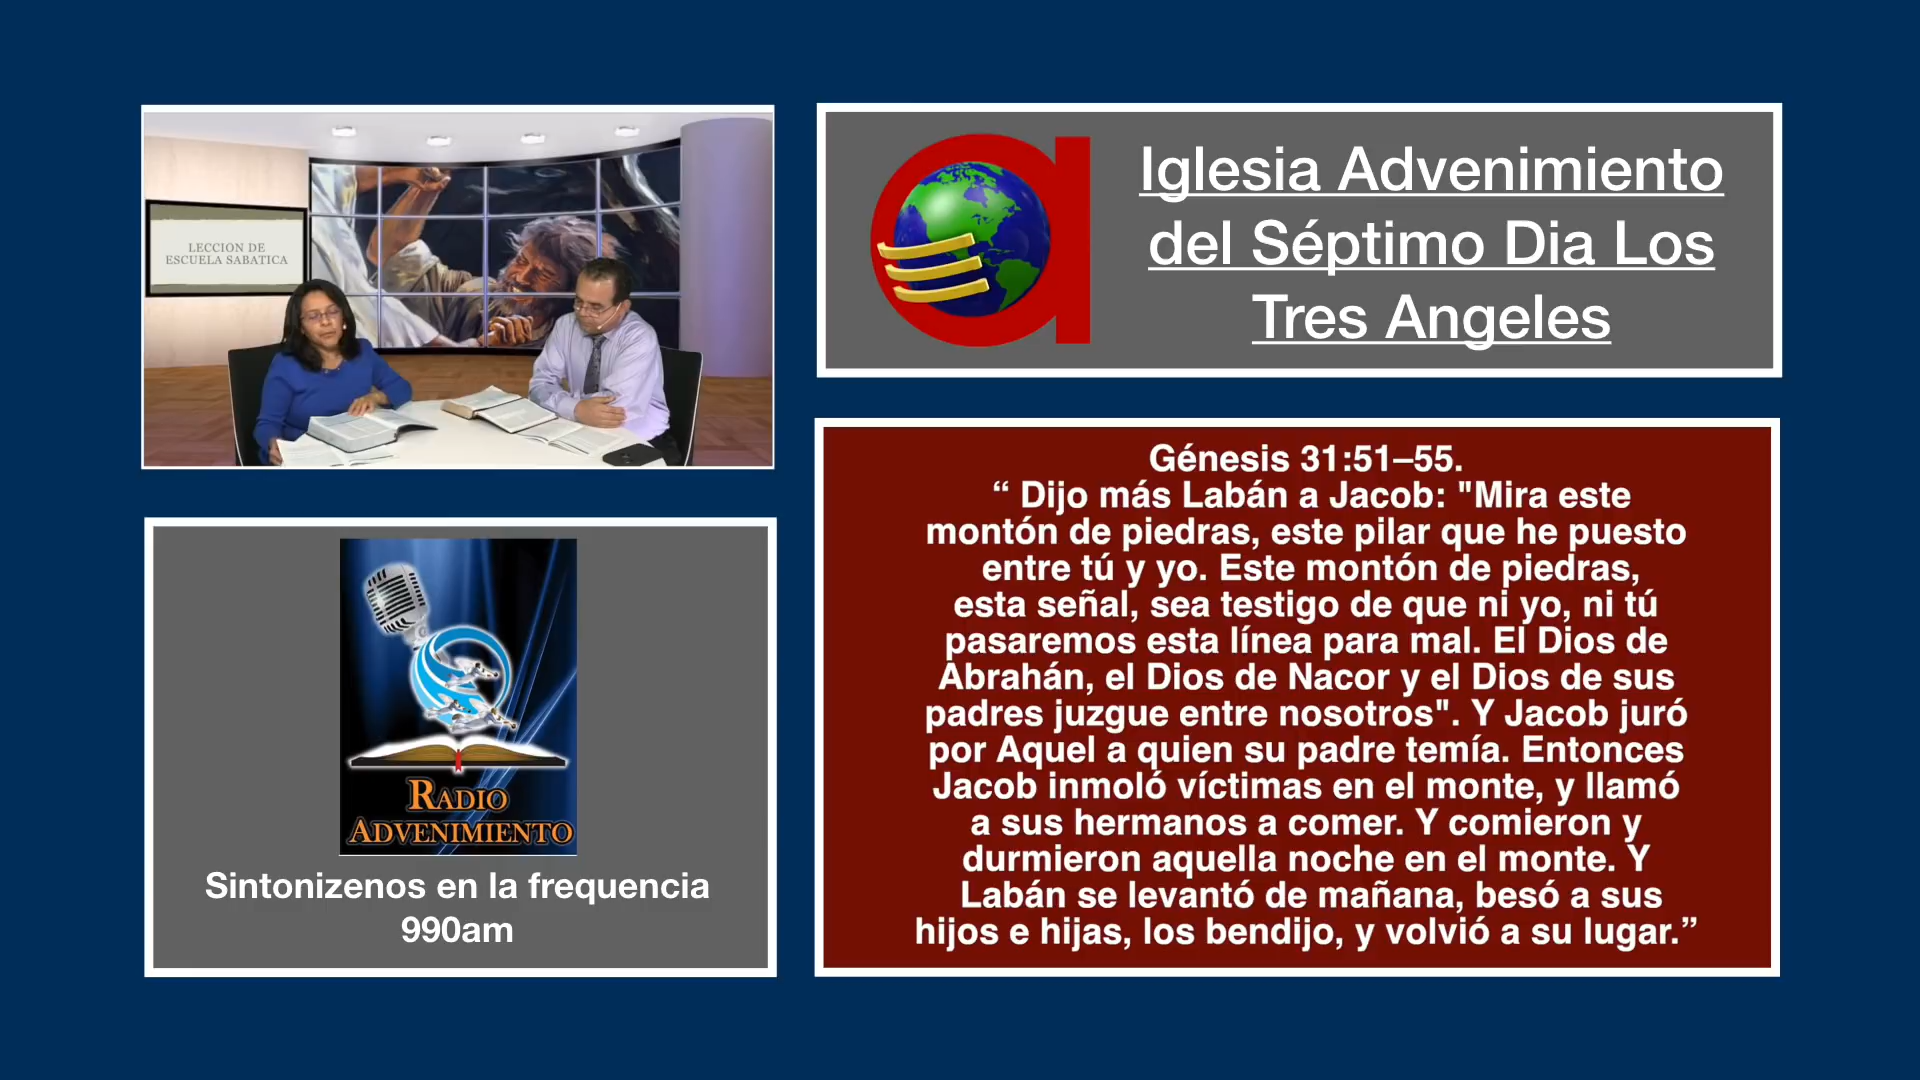 LECCION DE
ESCUELA SABATICA
Iglesia Advenimiento
del Séptimo Dia Los
Tres Angeles
RADIO
ADVENIMIENTO
Sintonizenos en la frequencia
990am
Génesis 31:51–55.
“ Dijo más Labán a Jacob: "Mira este
montón de piedras, este pilar que he puesto
entre tú y yo. Este montón de piedras,
esta señal, sea testigo de que ni yo, ni tú
pasaremos esta línea para mal. El Dios de
Abrahán, el Dios de Nacor y el Dios de sus
padres juzgue entre nosotros". Y Jacob juró
por Aquel a quien su padre temía. Entonces
Jacob inmoló víctimas en el monte, y llamó
a sus hermanos a comer. Y comieron y
durmieron aquella noche en el monte. Y
Labán se levantó de mañana, besó a sus
hijos e hijas, los bendijo, y volvió a su lugar.”